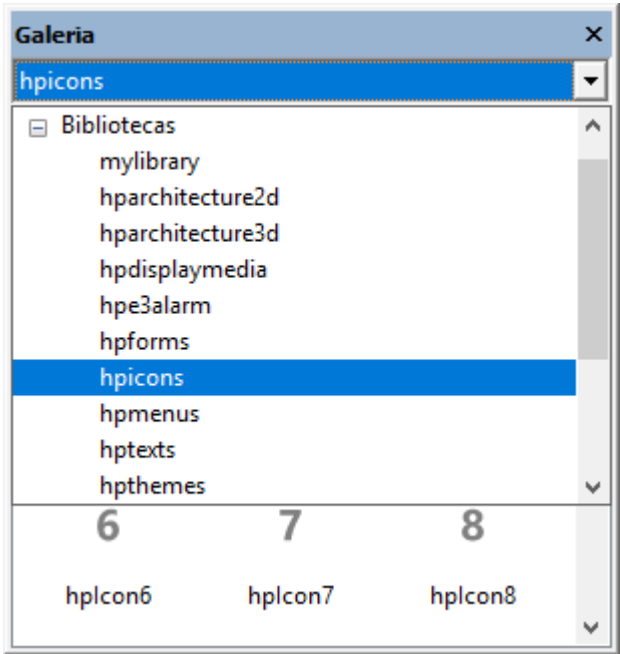 Galeria
hpicons
Bibliotecas
mylibrary
hparchitecture2d
hparchitecture3d
hpdisplaymedia
hpe3alarm
hpforms
hpicons
hpmenus
hptexts
hpthemes
6 7 8
hpIcon6 hpIcon7 hpIcon8